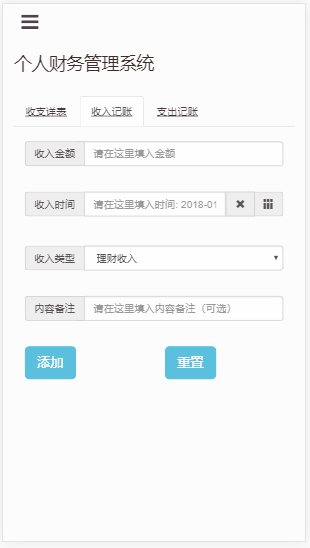 个人财务管理系统
收支详表 收入记账 支出记账
收入金额 请在这里填入金额
收入时间 请在这里填入时间: 2018-01
收入类型 理财收入
内容备注 请在这里填入内容备注（可选）
添加 重置